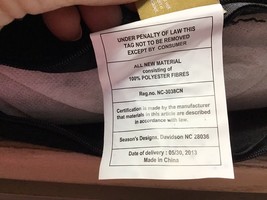 UNDER PENALTY OF LAW THIS
TAG NOT TO BE REMOVED
EXCEPT BY CONSUMER
ALL NEW MATERIAL
consisting of
100% POLYESTER FIBRES
Reg.no. NC-3038CN
Certification is made by the manufacturer
that materials in this article are described
in accordance with law.
Season's Designs. Davidson NC 28036
Date of delivery : 05/30, 2013
Made in China